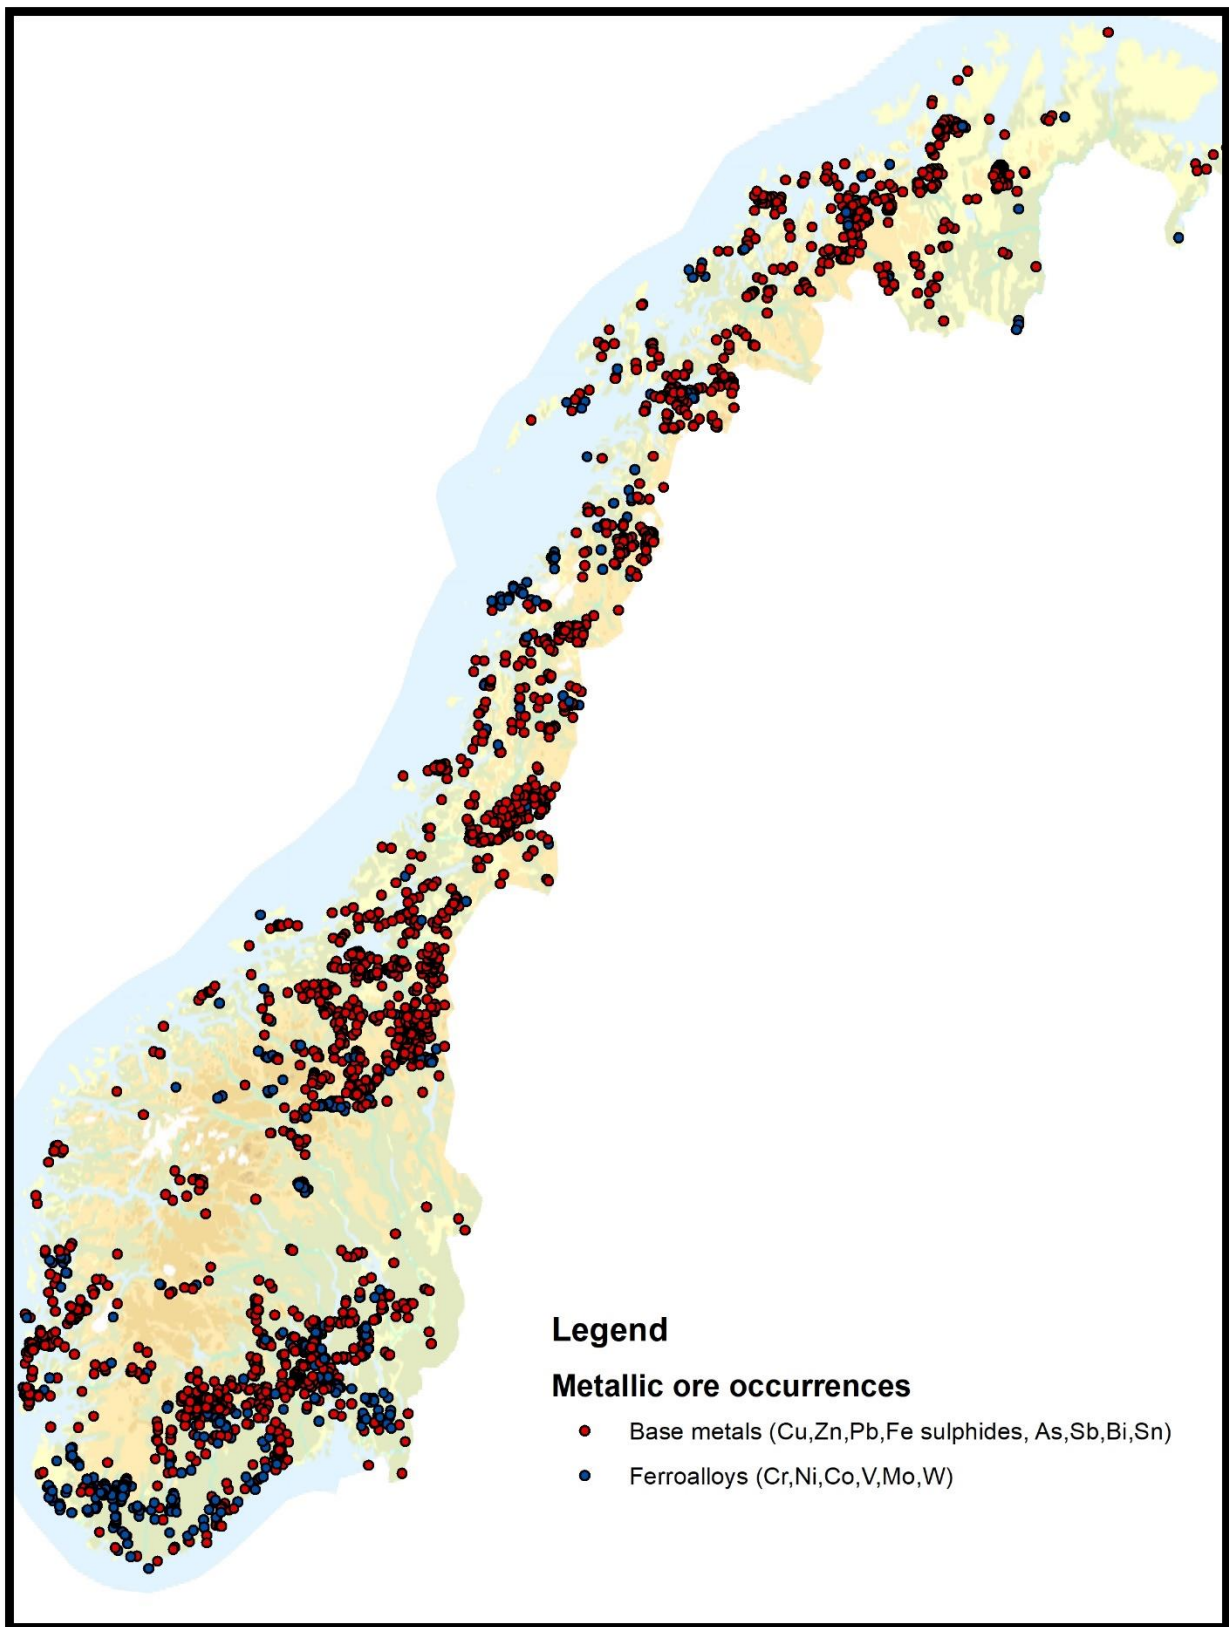 Legend
Metallic ore occurrences
Base metals (Cu,Zn,Pb,Fe sulphides, As,Sb,Bi,Sn)
Ferroalloys (Cr,Ni,Co,V,Mo,W)